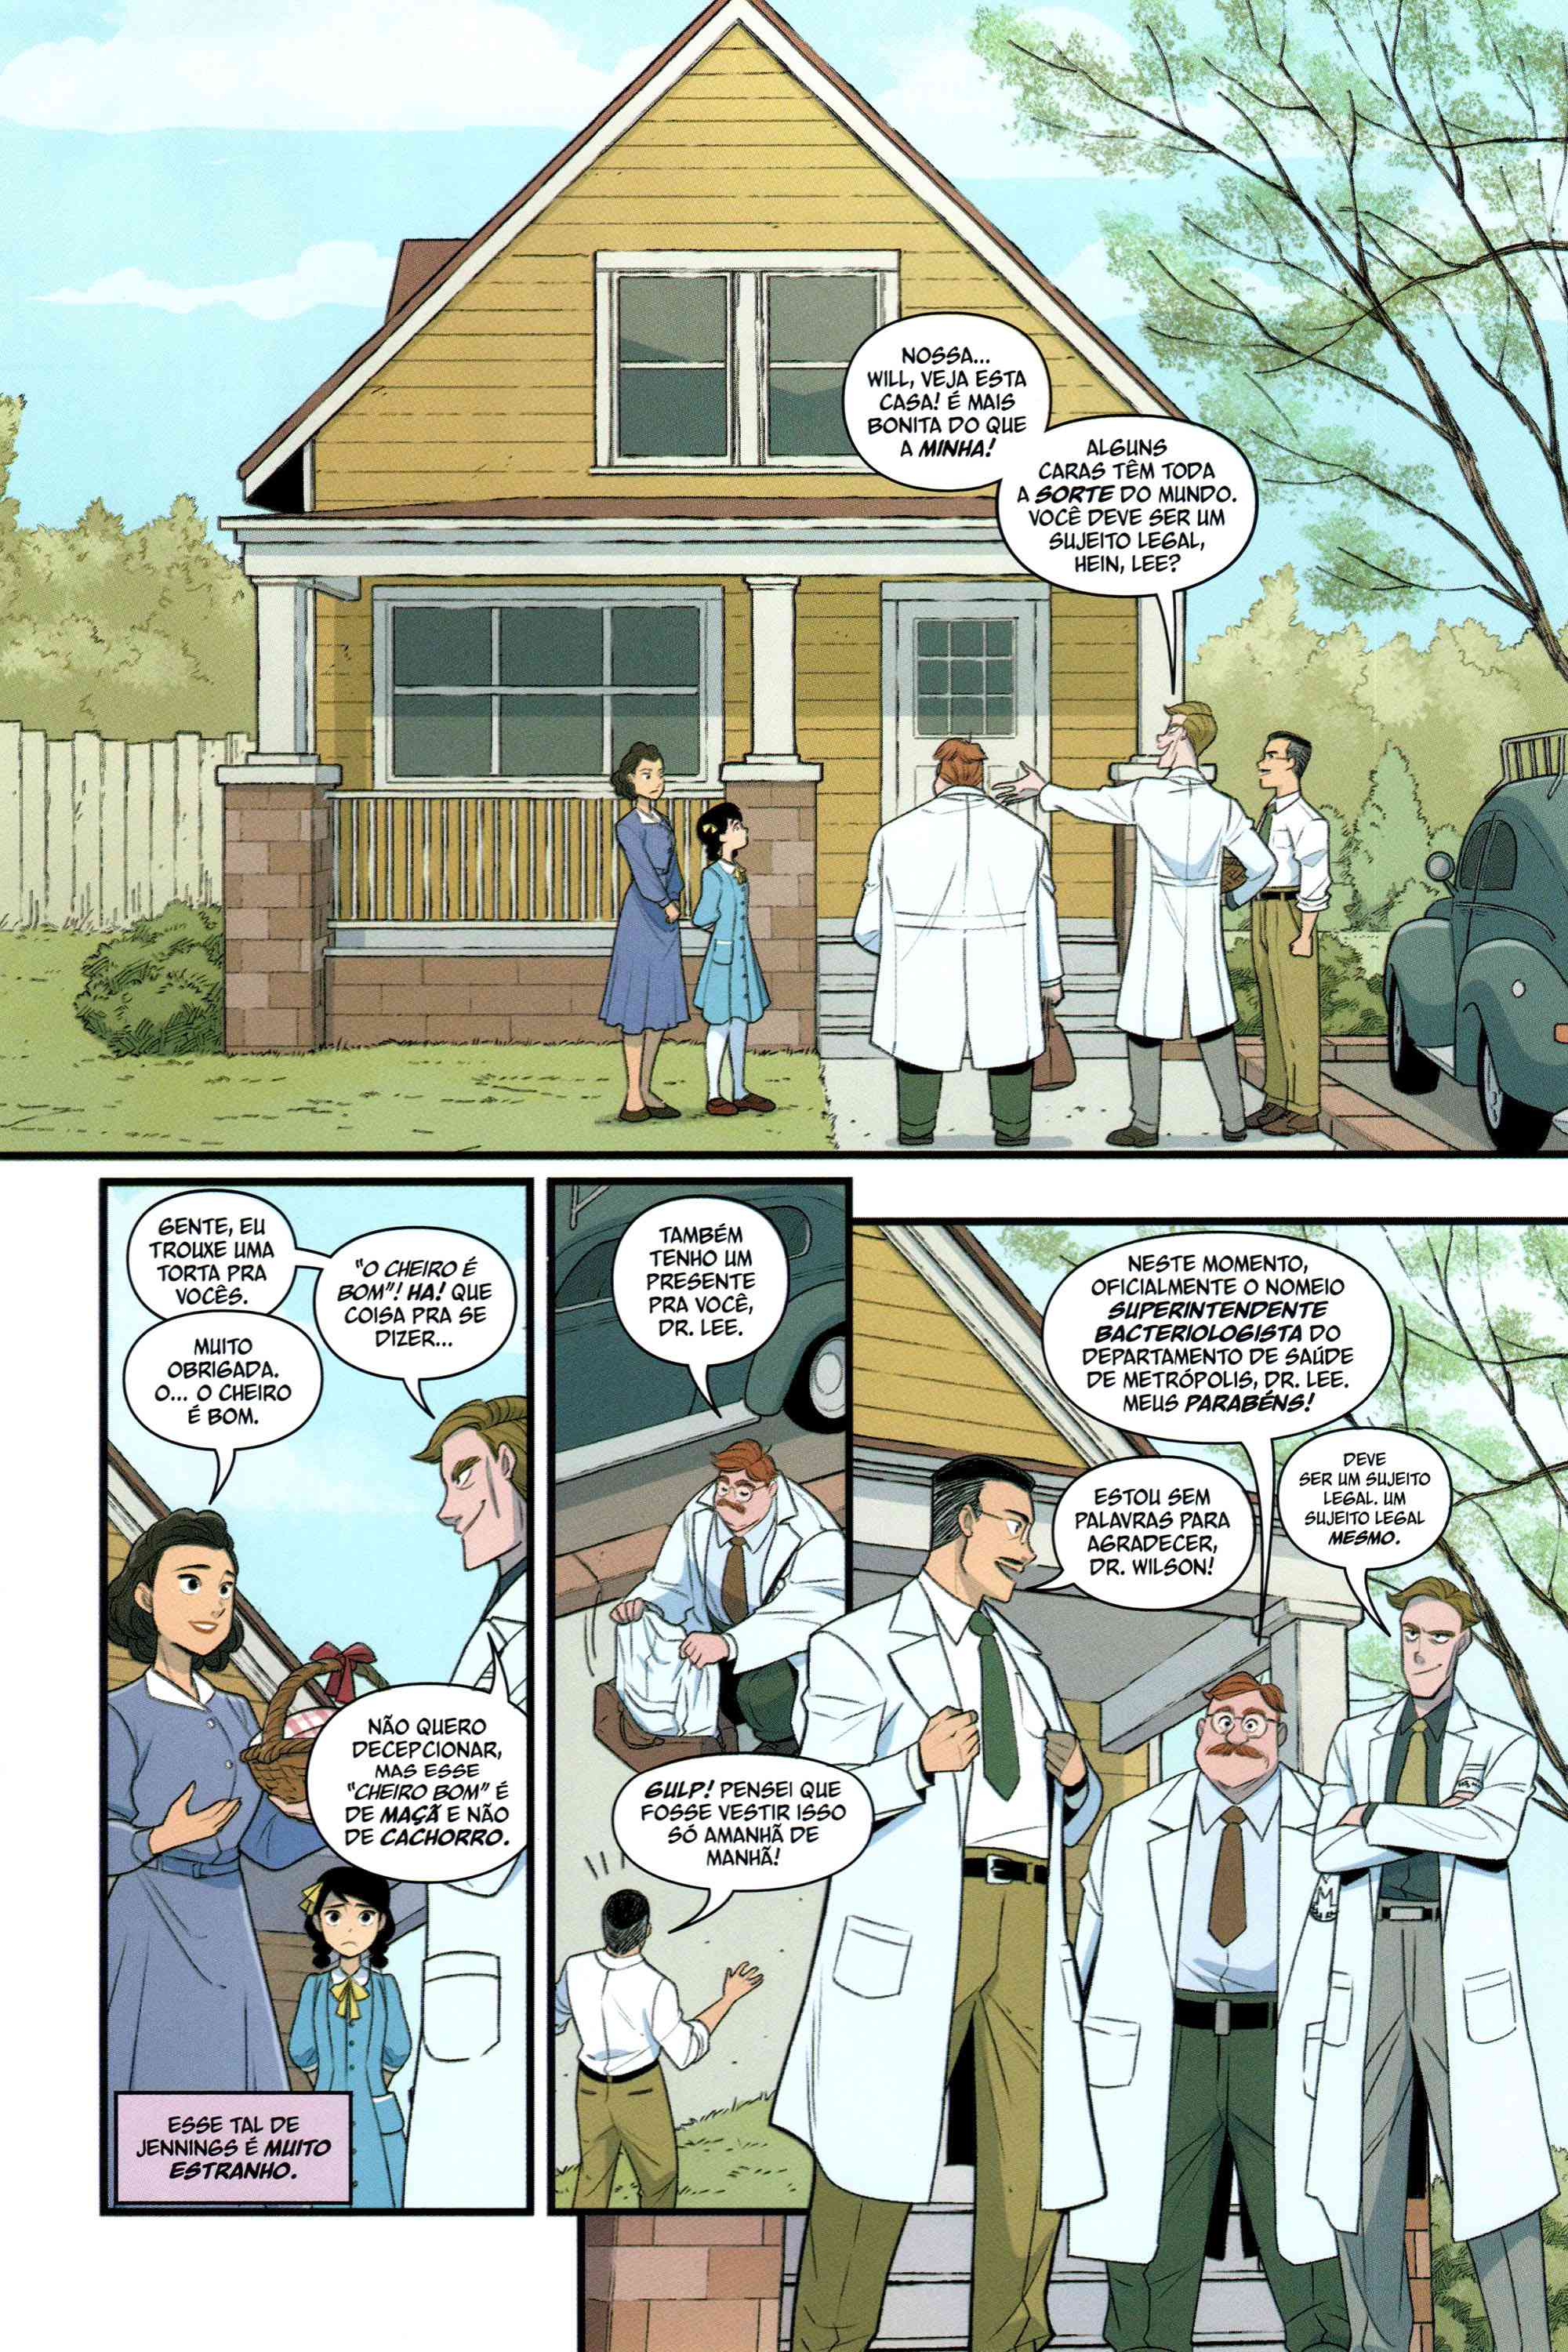 NOSSA...
WILL, VEJA ESTA
CASA! É MAIS
BONITA DO QUE
A MINHA!
ALGUNS
CARAS TÊM TODA
A SORTE DO MUNDO.
VOCÊ DEVE SER UM
SUJEITO LEGAL,
HEIN, LEE?
GENTE, EU
TROUXE UMA
TORTA PRA
VOCÊS.
MUITO
OBRIGADA.
O... O CHEIRO
É BOM.
"O CHEIRO É
BOM"! HA! QUE
COISA PRA SE
DIZER...
NÃO QUERO
DECEPCIONAR,
MAS ESSE
"CHEIRO BOM" É
DE MAÇÃ E NÃO
DE CACHORRO.
ESSE TAL DE
JENNINGS É MUITO
ESTRANHO.
TAMBÉM
TENHO UM
PRESENTE
PRA VOCÊ,
DR. LEE.
GULP! PENSEI QUE
FOSSE VESTIR ISSO
SÓ AMANHÃ DE
MANHÃ!
NESTE MOMENTO,
OFICIALMENTE O NOMEIO
SUPERINTENDENTE
BACTERIOLOGISTA DO
DEPARTAMENTO DE SAÚDE
DE METRÓPOLIS, DR. LEE.
MEUS PARABÉNS!
ESTOU SEM
PALAVRAS PARA
AGRADECER,
DR. WILSON!
DEVE
SER UM SUJEITO
LEGAL. UM
SUJEITO LEGAL
MESMO.